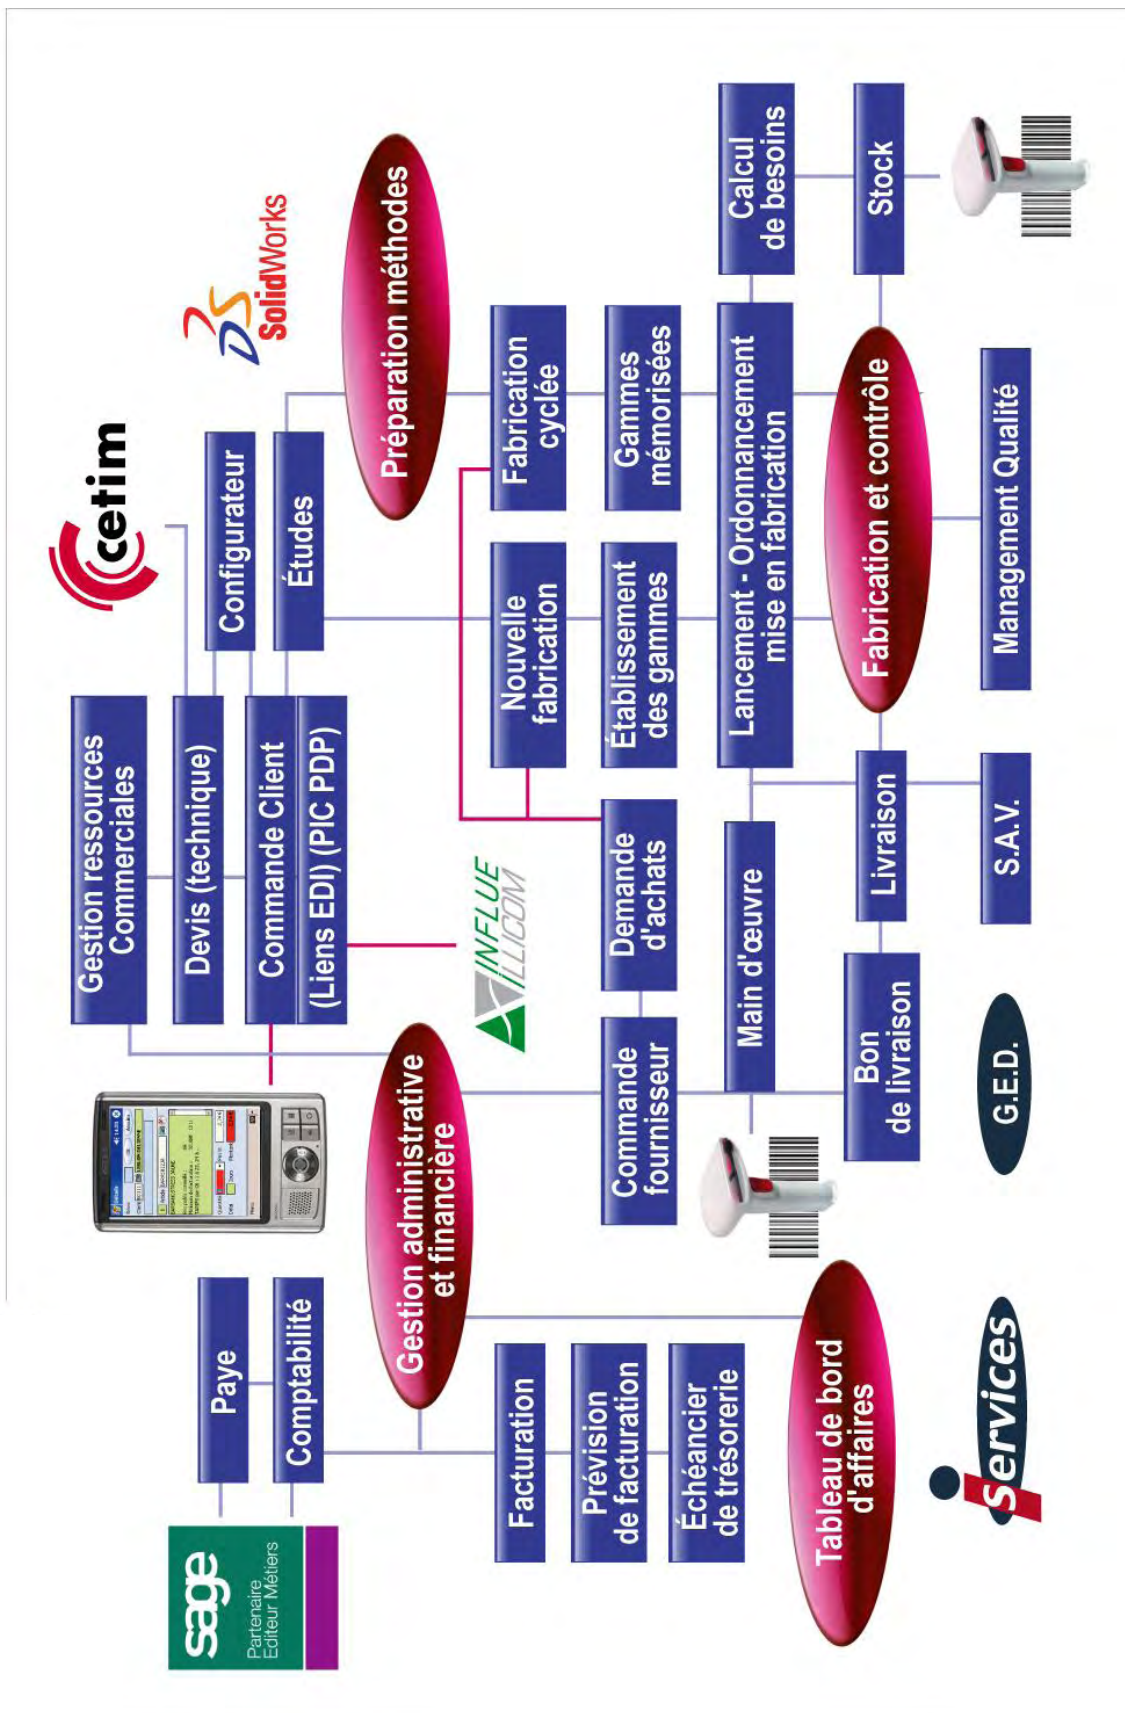 cetim
DS
SolidWorks
sage
Partenaire
Editeur Métiers
Paye
Comptabilité
Gestion ressources
Commerciales
Devis (technique)
Commande Client
(Liens EDI) (PIC PDP)
Configurateur
Études
Préparation méthodes
Gestion administrative
et financière
INFLUE
ILLICOM
Facturation
Prévision
de facturation
Échéancier
de trésorerie
Nouvelle
fabrication
Fabrication
cyclée
Commande
fournisseur
Demande
d'achats
Établissement
des gammes
Gammes
mémorisées
Main d'œuvre
Lancement - Ordonnancement
mise en fabrication
Calcul
de besoins
Tableau de bord
d'affaires
Bon
de livraison
Livraison
Fabrication et contrôle
Stock
iServices
G.E.D.
S.A.V.
Management Qualité